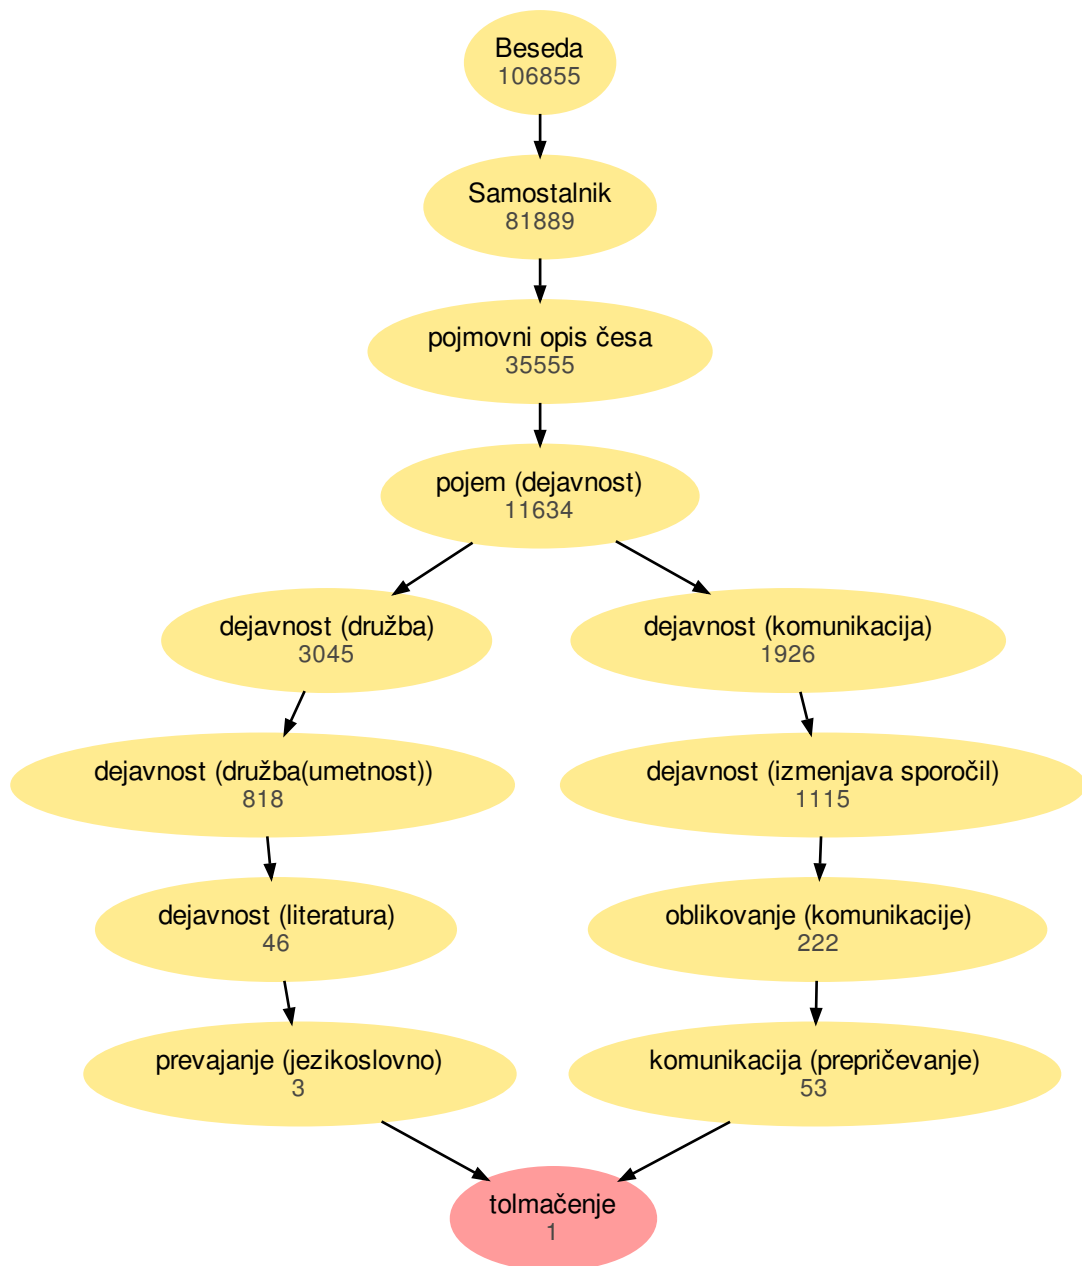 Beseda
106855
Samostalnik
81889
pojmovni opis česa
35555
pojem (dejavnost)
11634
dejavnost (družba)
3045
dejavnost (komunikacija)
1926
dejavnost (družba(umetnost))
818
dejavnost (izmenjava sporočil)
1115
dejavnost (literatura)
46
oblikovanje (komunikacije)
222
prevajanje (jezikoslovno)
3
komunikacija (prepričevanje)
53
tolmačenje
1